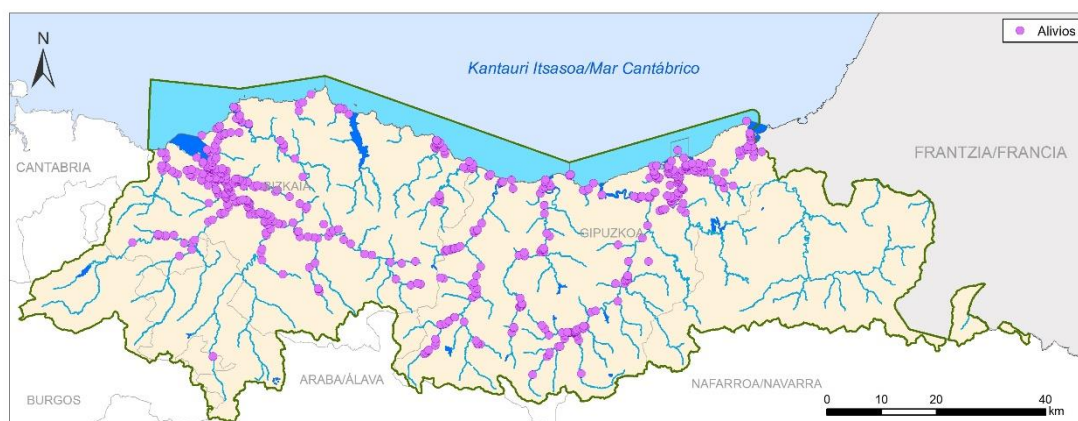 N
Alivios
Kantauri Itsasoa/Mar Cantábrico
CANTABRIA
FRANTZIA/FRANCIA
BIZKAIA
GIPUZKOA
ARABA/ÁLAVA
NAFARROA/NAVARRA
BURGOS
0 10 20 40
km